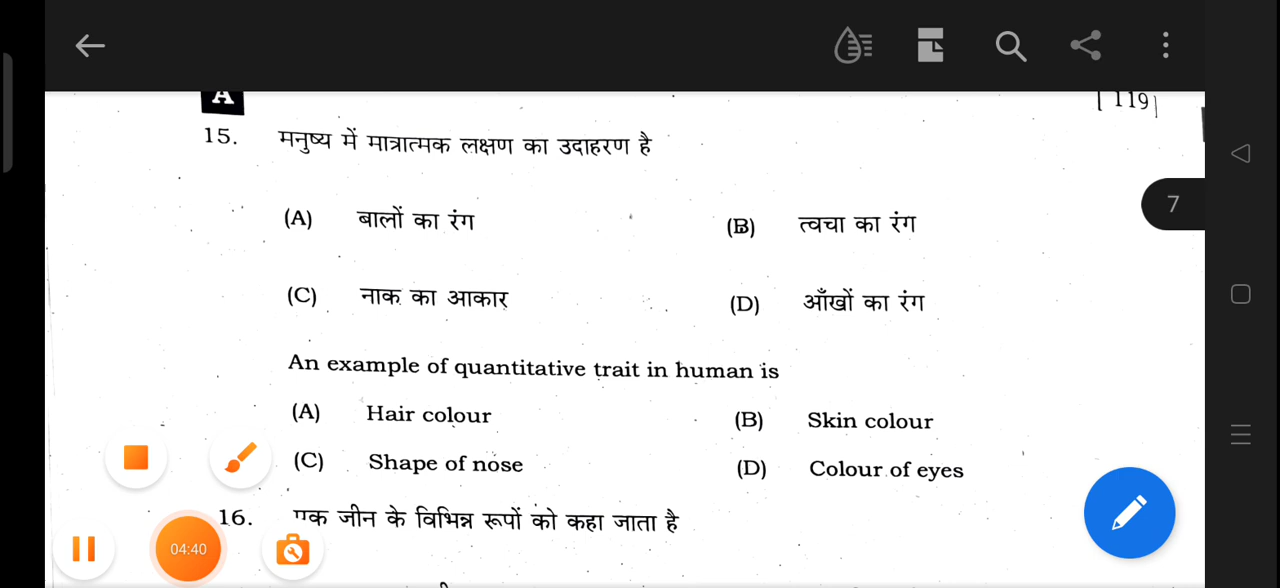 A
[ 119]
15. मनुष्य में मात्रात्मक लक्षण का उदाहरण है
7
(A) बालों का रंग (B) त्वचा का रंग
(C) नाक का आकार (D) आँखों का रंग
An example of quantitative trait in human is
(A) Hair colour (B) Skin colour
(C) Shape of nose (D) Colour of eyes
16. एक जीन के विभिन्न रूपों को कहा जाता है
04:40